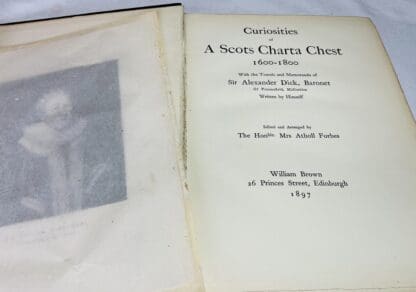 Curiosities
of
A Scots Charta Chest
1600-1800
With the Travels and Memoranda of
Sir Alexander Dick, Baronet
Of Prestonfield, Midlothian
Written by Himself
Edited and Arranged by
The Honble Mrs Atholl Forbes
William Brown
26 Princes Street, Edinburgh
1897